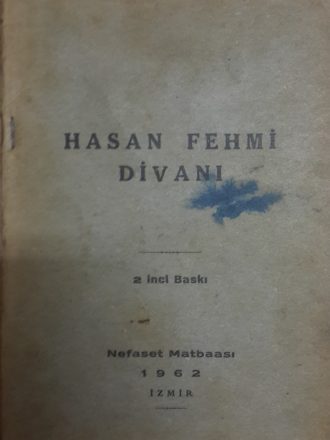 HASAN FEHMİ
DİVANI
2 inci Baskı
Nefaset Matbaası
1962
İZMİR